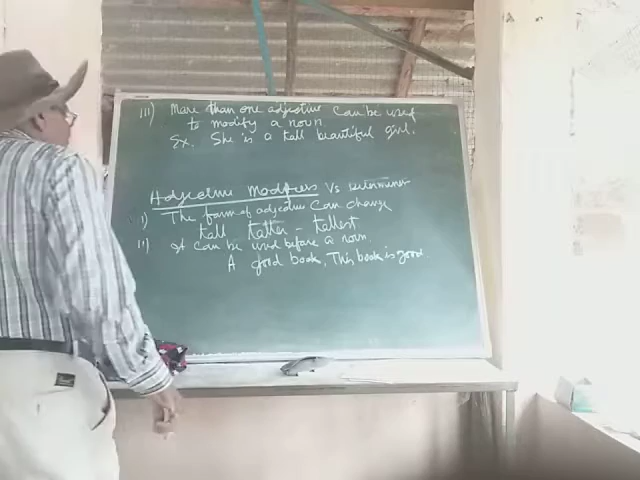 III) More than one adjective can be used
to modify a noun
Ex. She is a tall beautiful girl.
Adjective Modifiers Vs determiner
I) The form of adjective can change
tall taller - tallest
II) It can be used before a noun.
A good book, This book is good.